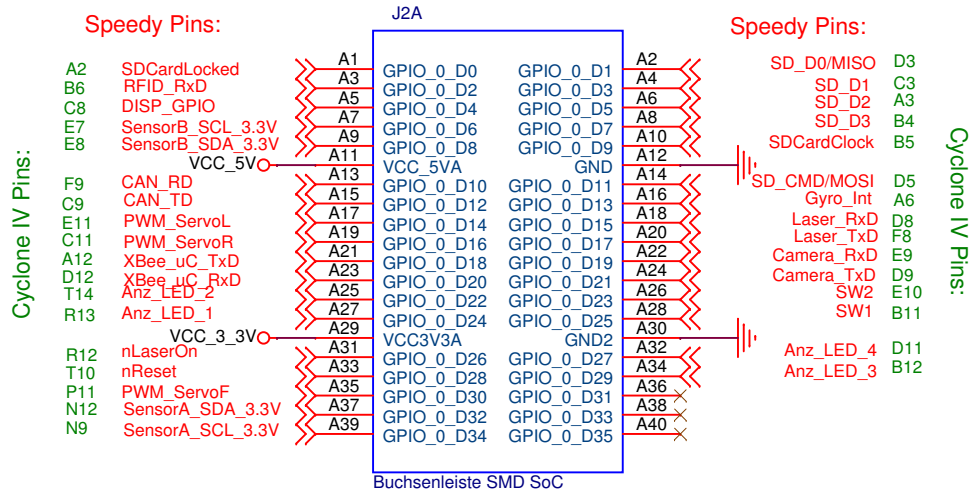 J2A
Speedy Pins:
Speedy Pins:
Cyclone IV Pins:
Cyclone IV Pins:
A2 SDCardLocked A1 GPIO_0_D0 GPIO_0_D1 A2 SD_D0/MISO D3
B6 RFID_RxD A3 GPIO_0_D2 GPIO_0_D3 A4 SD_D1 C3
C8 DISP_GPIO A5 GPIO_0_D4 GPIO_0_D5 A6 SD_D2 A3
E7 SensorB_SCL_3.3V A7 GPIO_0_D6 GPIO_0_D7 A8 SD_D3 B4
E8 SensorB_SDA_3.3V A9 GPIO_0_D8 GPIO_0_D9 A10 SDCardClock B5
VCC_5V A11 VCC_5VA GND A12
F9 CAN_RD A13 GPIO_0_D10 GPIO_0_D11 A14 SD_CMD/MOSI D5
C9 CAN_TD A15 GPIO_0_D12 GPIO_0_D13 A16 Gyro_Int A6
E11 PWM_ServoL A17 GPIO_0_D14 GPIO_0_D15 A18 Laser_RxD D8
C11 PWM_ServoR A19 GPIO_0_D16 GPIO_0_D17 A20 Laser_TxD F8
A12 XBee_uC_TxD A21 GPIO_0_D18 GPIO_0_D19 A22 Camera_RxD E9
D12 XBee_uC_RxD A23 GPIO_0_D20 GPIO_0_D21 A24 Camera_TxD D9
T14 Anz_LED_2 A25 GPIO_0_D22 GPIO_0_D23 A26 SW2 E10
R13 Anz_LED_1 A27 GPIO_0_D24 GPIO_0_D25 A28 SW1 B11
VCC_3_3V A29 VCC3V3A GND2 A30
R12 nLaserOn A31 GPIO_0_D26 GPIO_0_D27 A32 Anz_LED_4 D11
T10 nReset A33 GPIO_0_D28 GPIO_0_D29 A34 Anz_LED_3 B12
P11 PWM_ServoF A35 GPIO_0_D30 GPIO_0_D31 A36
N12 SensorA_SDA_3.3V A37 GPIO_0_D32 GPIO_0_D33 A38
N9 SensorA_SCL_3.3V A39 GPIO_0_D34 GPIO_0_D35 A40
Buchsenleiste SMD SoC